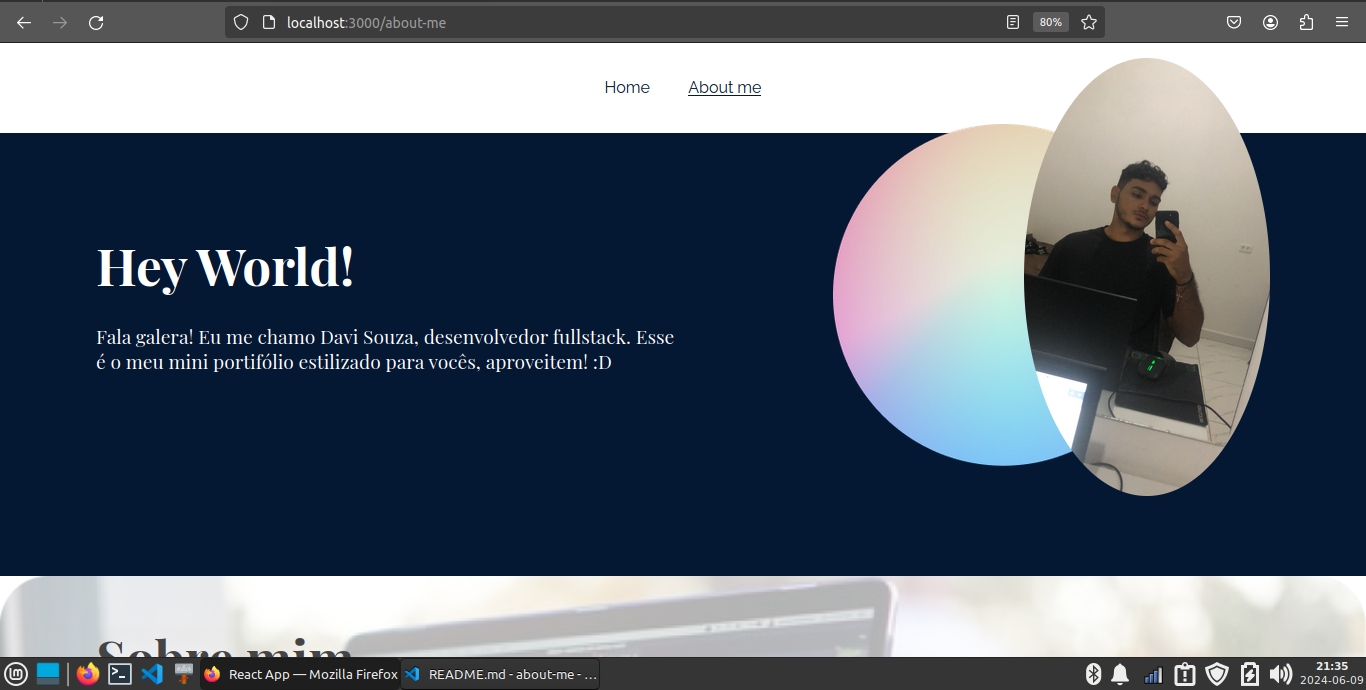 localhost:3000/about-me
80%
Home
About me
Hey World!
Fala galera! Eu me chamo Davi Souza, desenvolvedor fullstack. Esse
é o meu mini portifólio estilizado para vocês, aproveitem! :D
Sobre mim
React App — Mozilla Firefox
README.md - about-me - ...
21:35
2024-06-09